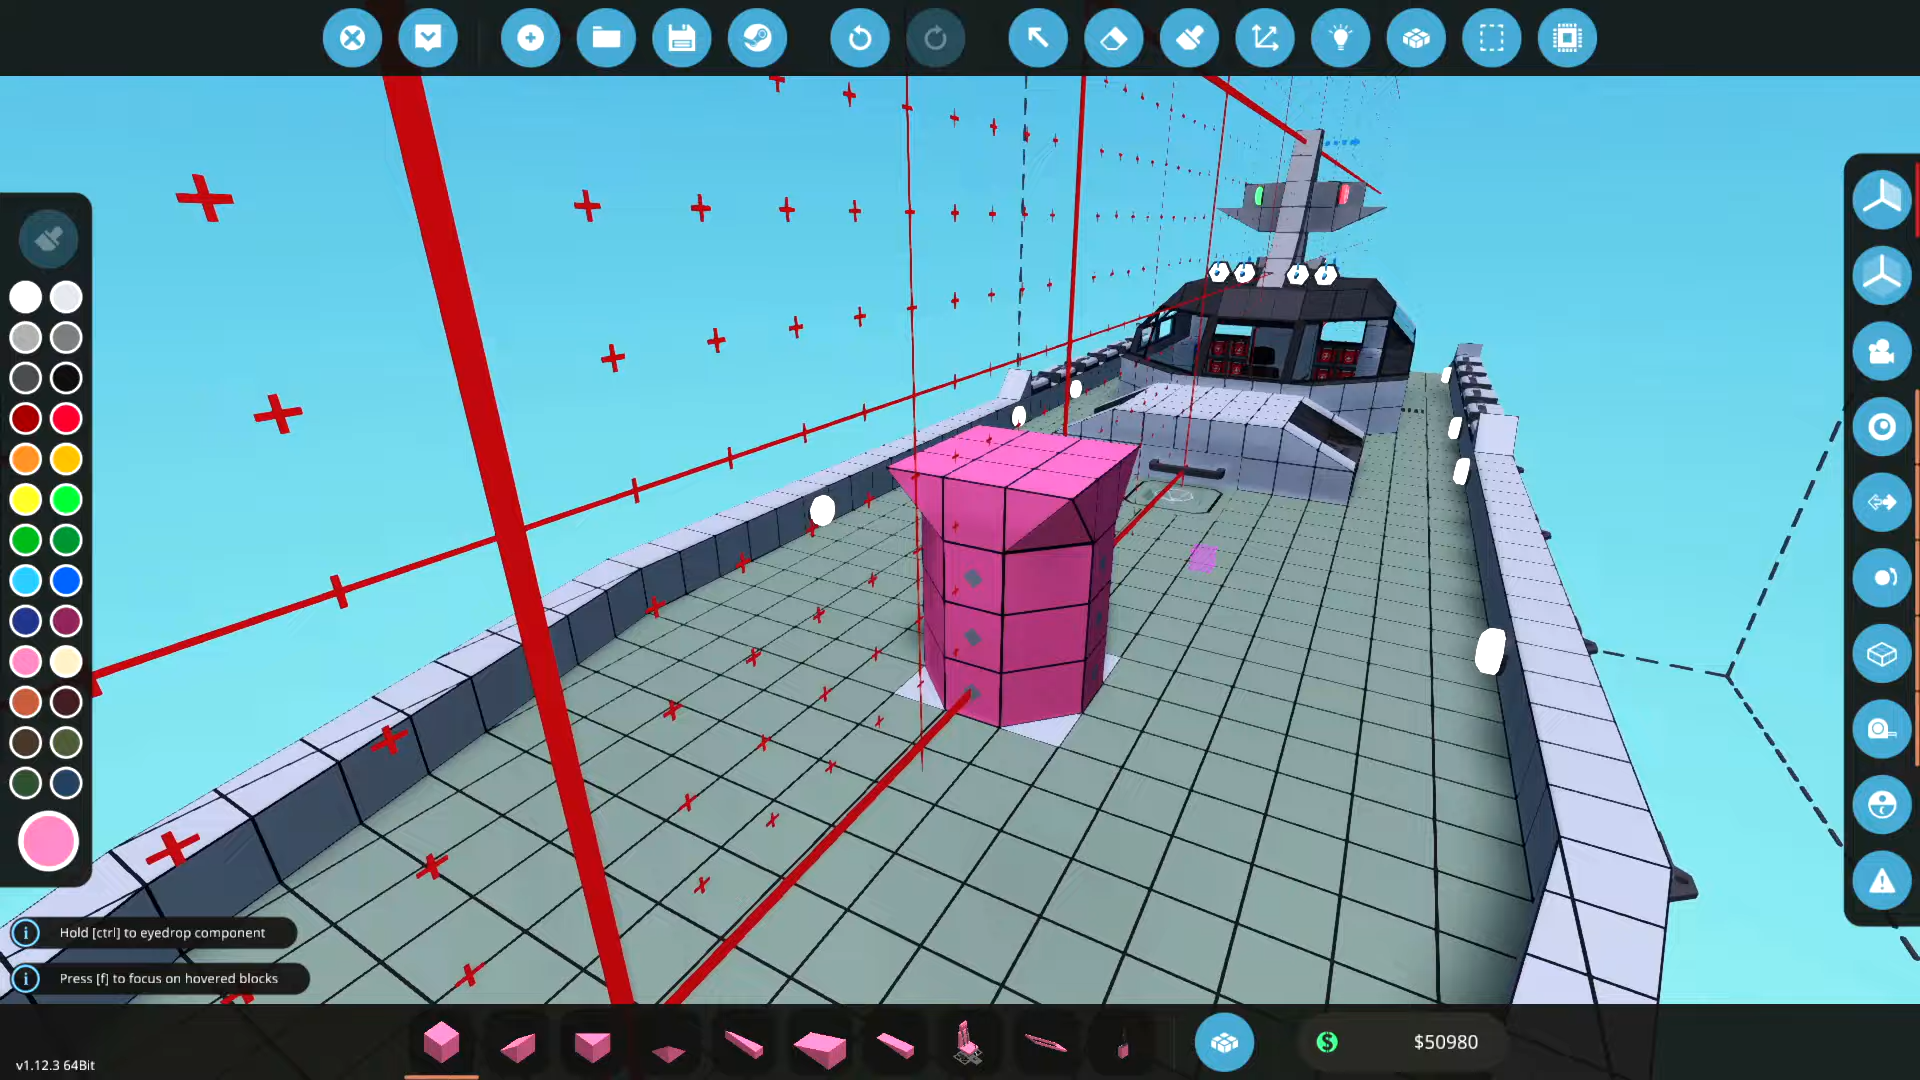 Hold [ctrl] to eyedrop component
Press [f] to focus on hovered blocks
$50980
v1.12.3 64Bit